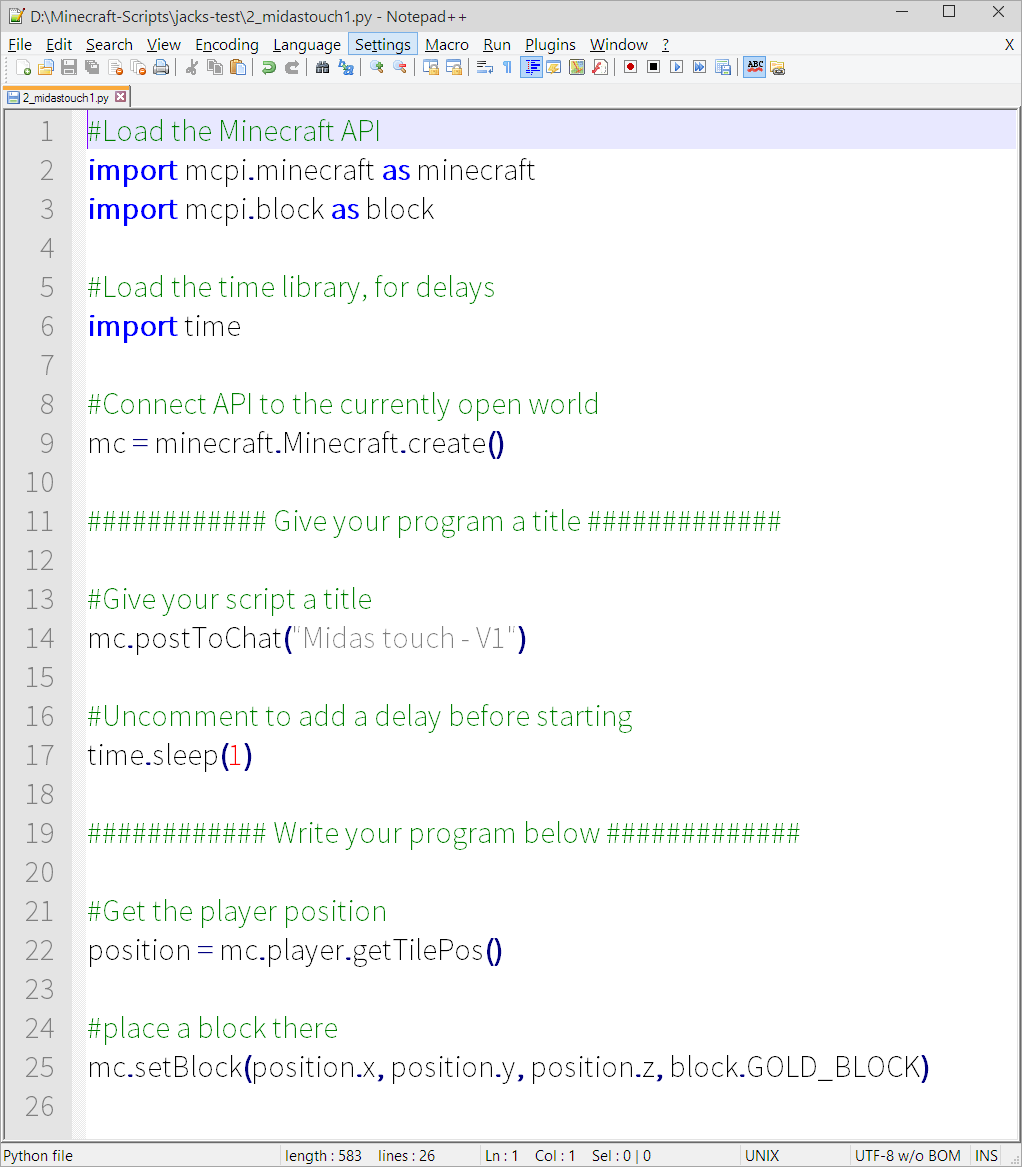 D:\Minecraft-Scripts\jacks-test\2_midastouch1.py - Notepad++
File Edit Search View Encoding Language Settings Macro Run Plugins Window ? X
ABC
2_midastouch1.py
1 #Load the Minecraft API
2 import mcpi.minecraft as minecraft
3 import mcpi.block as block
4
5 #Load the time library, for delays
6 import time
7
8 #Connect API to the currently open world
9 mc = minecraft.Minecraft.create()
10
11 ############ Give your program a title #############
12
13 #Give your script a title
14 mc.postToChat("Midas touch - V1")
15
16 #Uncomment to add a delay before starting
17 time.sleep(1)
18
19 ############ Write your program below #############
20
21 #Get the player position
22 position = mc.player.getTilePos()
23
24 #place a block there
25 mc.setBlock(position.x, position.y, position.z, block.GOLD_BLOCK)
26
Python file length : 583 lines : 26 Ln : 1 Col : 1 Sel : 0 | 0 UNIX UTF-8 w/o BOM INS